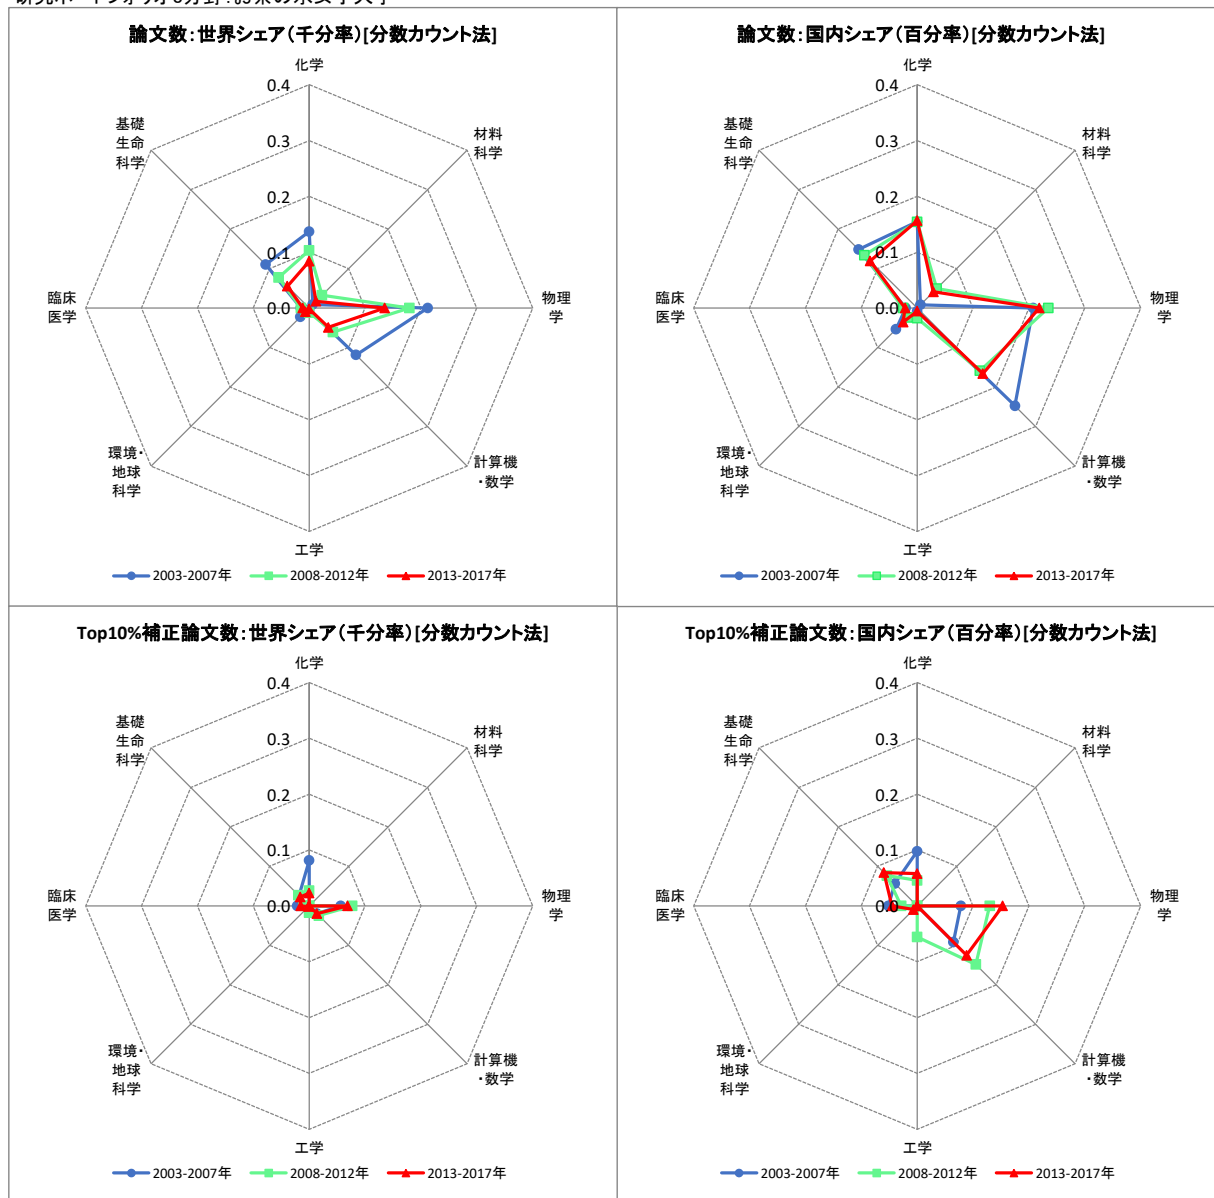 論文数：世界シェア（千分率）[分数カウント法]
化学
0.4
0.3
0.2
0.1
0.0
材料
科学
物理
学
計算機
・数学
工学
環境・
地球
科学
臨床
医学
基礎
生命
科学
2003-2007年
2008-2012年
2013-2017年
論文数：国内シェア（百分率）[分数カウント法]
化学
0.4
0.3
0.2
0.1
0.0
材料
科学
物理
学
計算機
・数学
工学
環境・
地球
科学
臨床
医学
基礎
生命
科学
2003-2007年
2008-2012年
2013-2017年
Top10%補正論文数：世界シェア（千分率）[分数カウント法]
化学
0.4
0.3
0.2
0.1
0.0
材料
科学
物理
学
計算機
・数学
工学
環境・
地球
科学
臨床
医学
基礎
生命
科学
2003-2007年
2008-2012年
2013-2017年
Top10%補正論文数：国内シェア（百分率）[分数カウント法]
化学
0.4
0.3
0.2
0.1
0.0
材料
科学
物理
学
計算機
・数学
工学
環境・
地球
科学
臨床
医学
基礎
生命
科学
2003-2007年
2008-2012年
2013-2017年